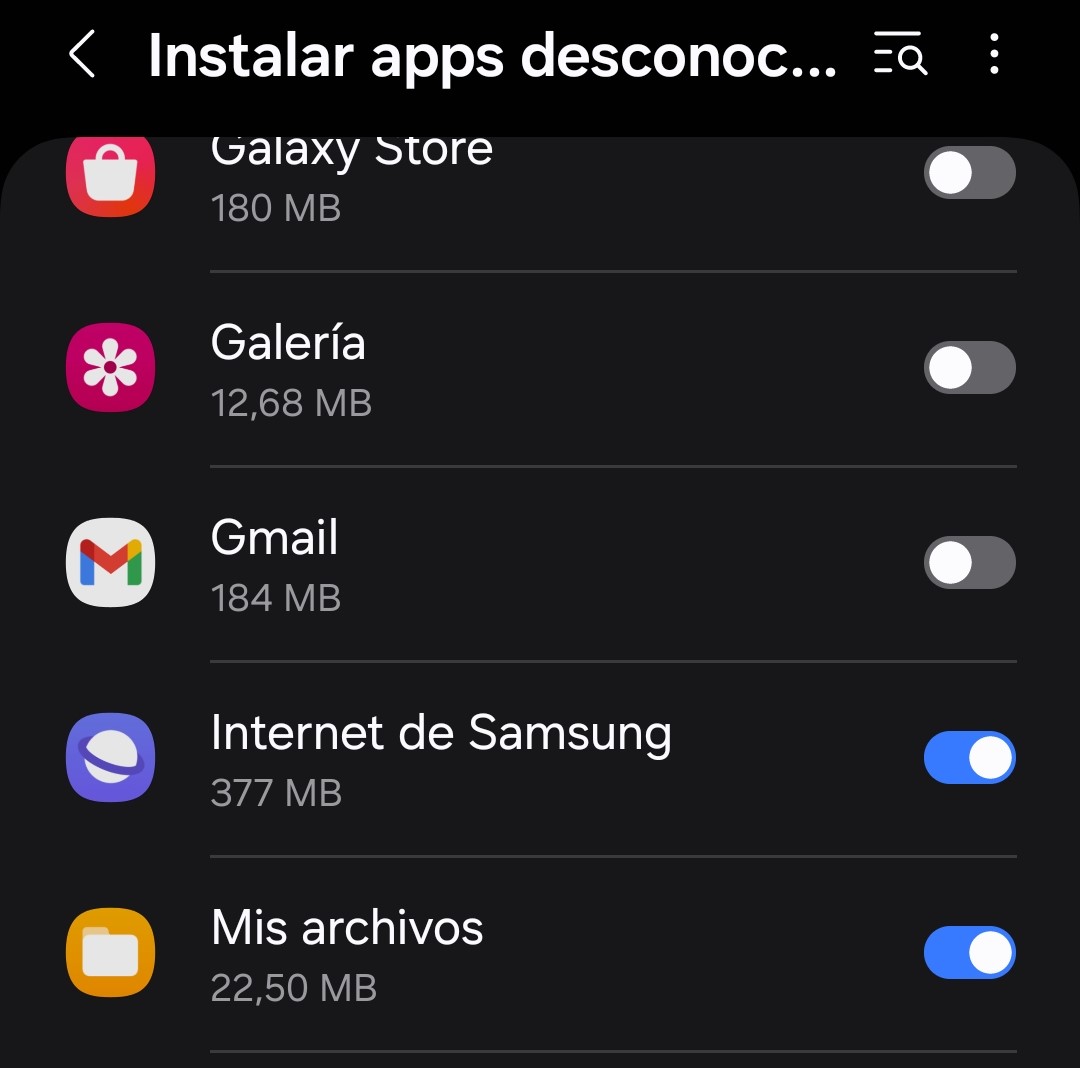 Instalar apps desconoc...
Galaxy Store
180 MB
Galería
12,68 MB
Gmail
184 MB
Internet de Samsung
377 MB
Mis archivos
22,50 MB